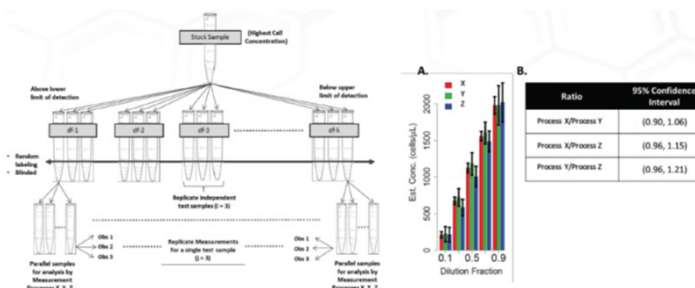 Stock Sample
(Highest Cell
Concentration)
Above lower
limit of detection
Below upper
limit of detection
df-1
df-2
df-3
df-k
• Random
labeling
• Blinded
Replicate independent
test samples (i = 3)
Obs 1
Obs 2
Obs 3
Replicate Measurements
for a single test sample
(j = 3)
Obs 1
Obs 2
Obs 3
Parallel samples
for analysis by
Measurement
Parallel samples
for analysis by
Measurement
A.
X
Y
Z
Est. Conc. (cells/µL)
0
500
1000
1500
2000
0.1
0.5
0.9
Dilution Fraction
B.
Ratio
95% Confidence
Interval
Process X/Process Y
(0.90, 1.06)
Process X/Process Z
(0.96, 1.15)
Process Y/Process Z
(0.96, 1.21)